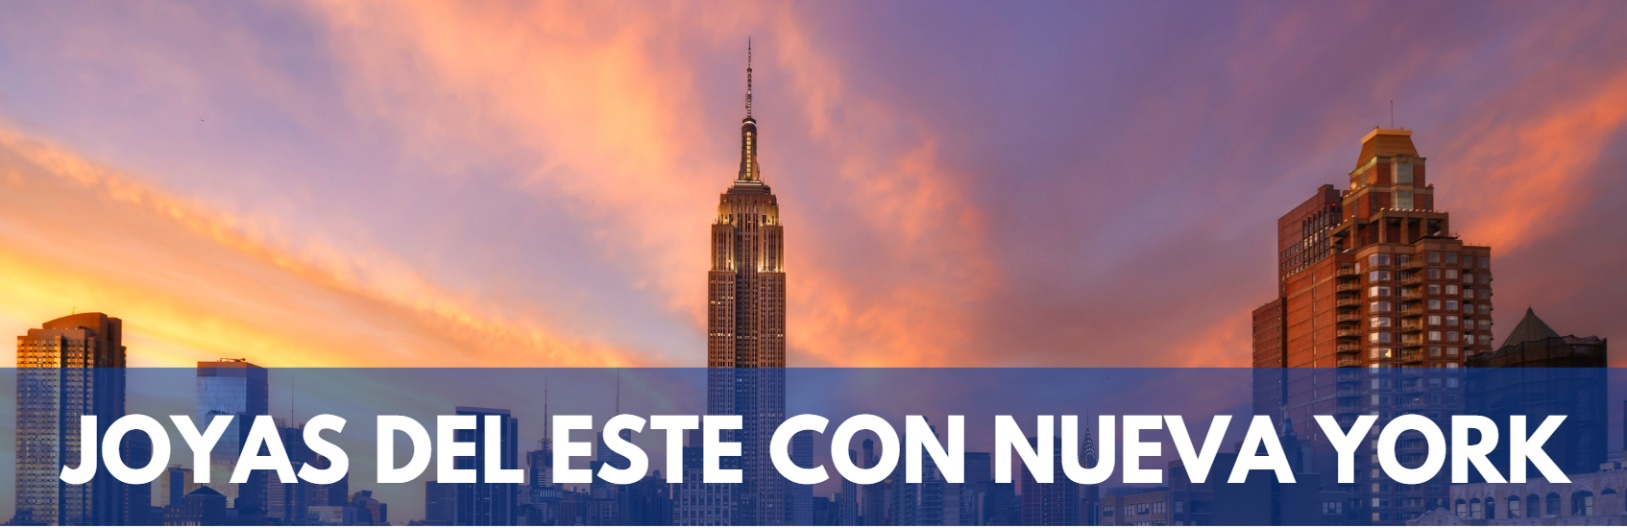 JOYAS DEL ESTE CON NUEVA YORK